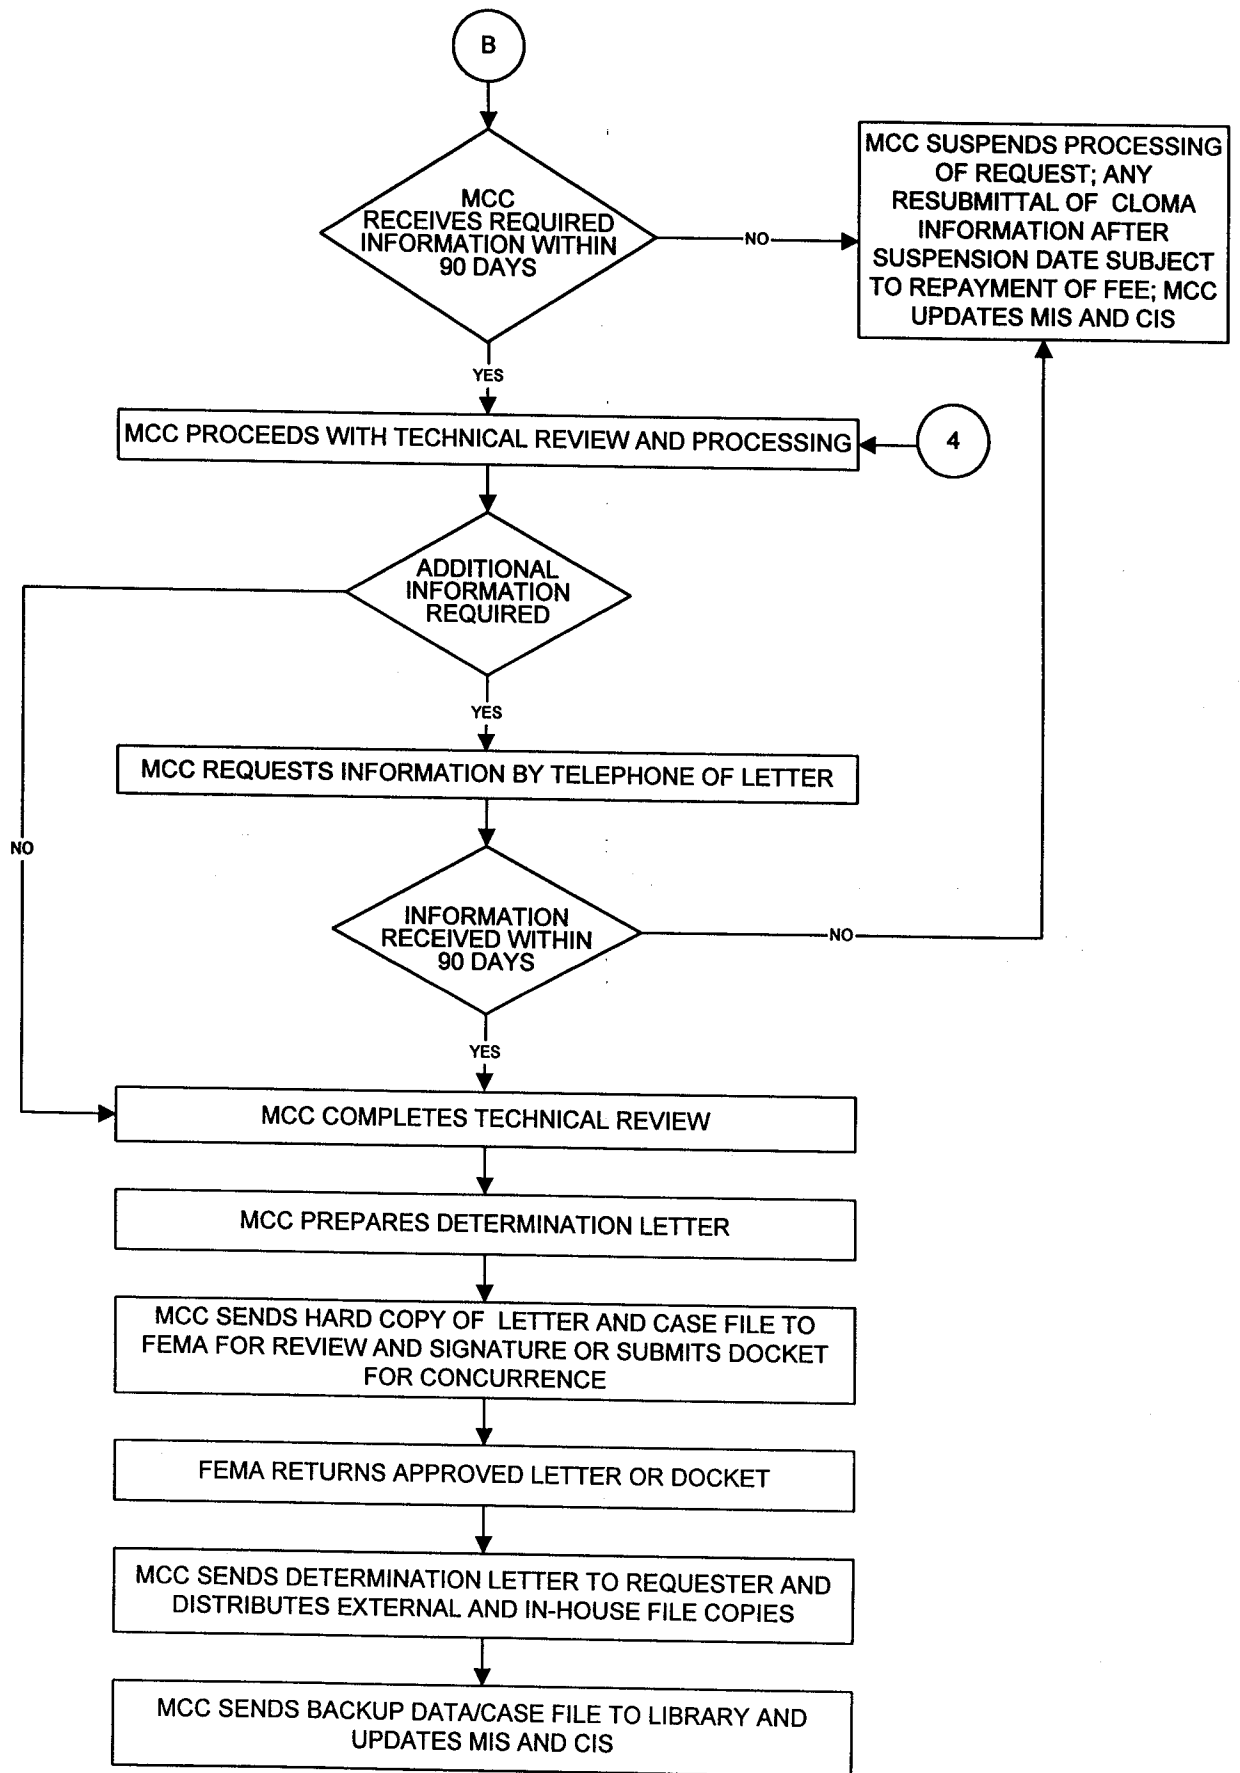 B
MCC
RECEIVES REQUIRED
INFORMATION WITHIN
90 DAYS
NO
MCC SUSPENDS PROCESSING
OF REQUEST; ANY
RESUBMITTAL OF CLOMA
INFORMATION AFTER
SUSPENSION DATE SUBJECT
TO REPAYMENT OF FEE; MCC
UPDATES MIS AND CIS
YES
MCC PROCEEDS WITH TECHNICAL REVIEW AND PROCESSING
4
ADDITIONAL
INFORMATION
REQUIRED
YES
MCC REQUESTS INFORMATION BY TELEPHONE OF LETTER
NO
INFORMATION
RECEIVED WITHIN
90 DAYS
NO
YES
MCC COMPLETES TECHNICAL REVIEW
MCC PREPARES DETERMINATION LETTER
MCC SENDS HARD COPY OF LETTER AND CASE FILE TO
FEMA FOR REVIEW AND SIGNATURE OR SUBMITS DOCKET
FOR CONCURRENCE
FEMA RETURNS APPROVED LETTER OR DOCKET
MCC SENDS DETERMINATION LETTER TO REQUESTER AND
DISTRIBUTES EXTERNAL AND IN-HOUSE FILE COPIES
MCC SENDS BACKUP DATA/CASE FILE TO LIBRARY AND
UPDATES MIS AND CIS